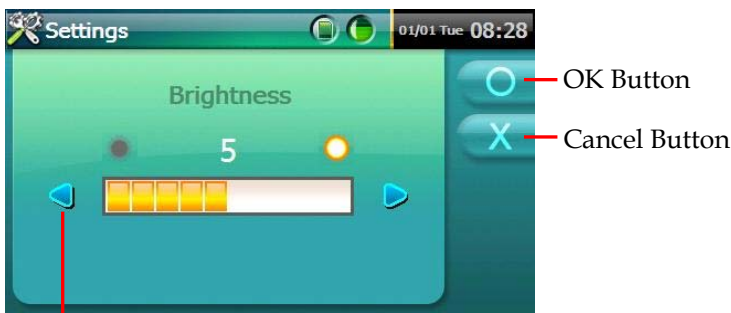 Settings
01/01 Tue 08:28
Brightness
5
X
OK Button
Cancel Button